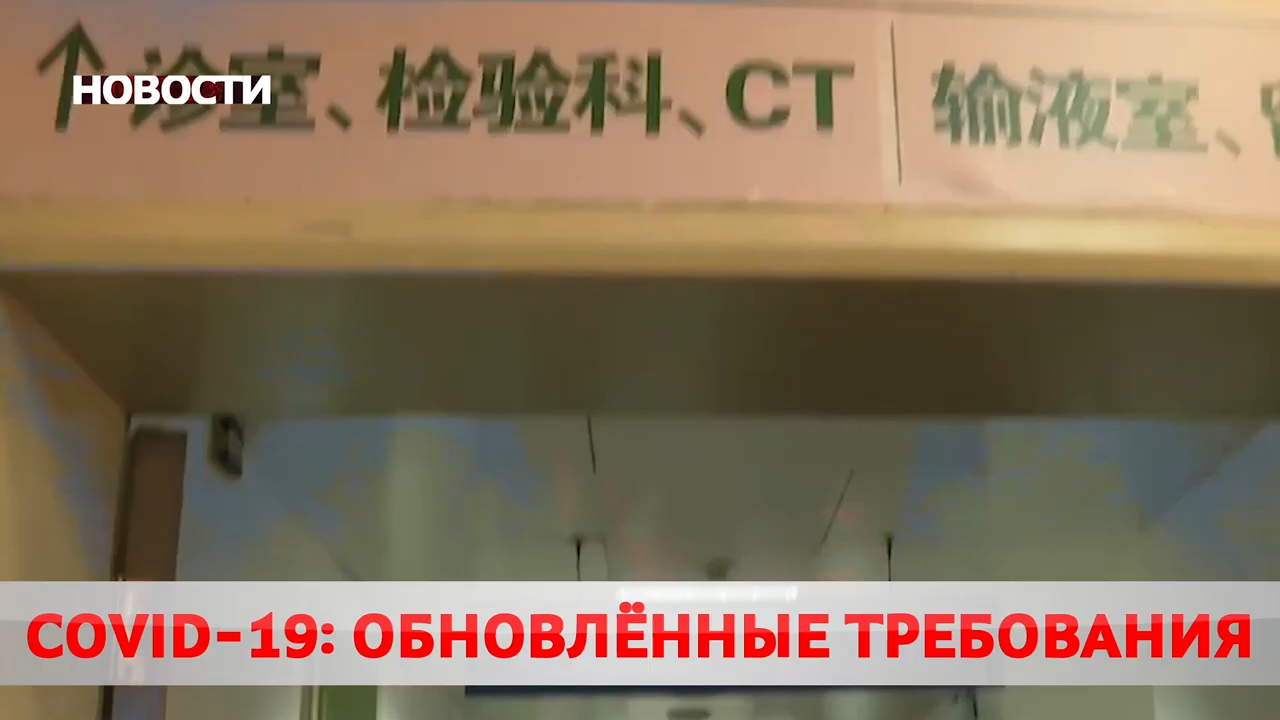 НОВОСТИ
↑诊室、检验科、CT | 输液室、
COVID-19: ОБНОВЛЁННЫЕ ТРЕБОВАНИЯ